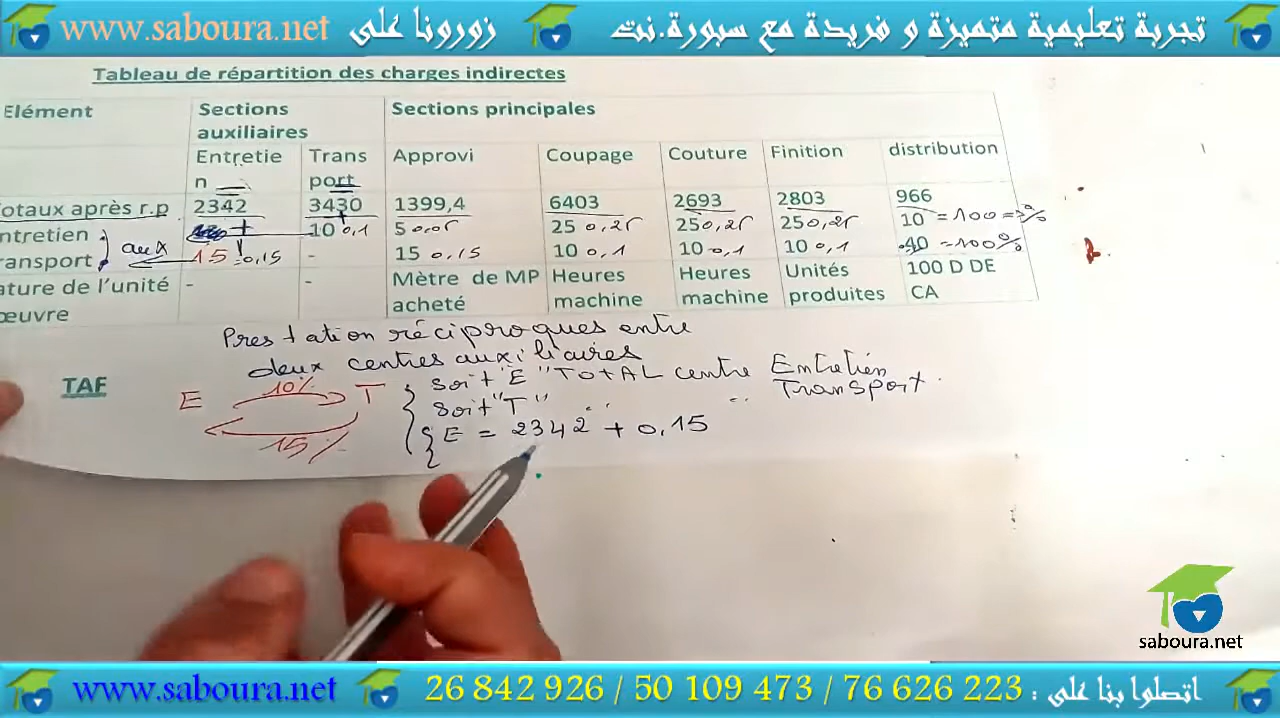 www.saboura.net زورونا على تجربة تعليمية متميزة و فريدة مع سبورة.نت
Tableau de répartition des charges indirectes
Elément Sections auxiliaires Sections principales
Entretien Transport Approvi Coupage Couture Finition distribution
otaux après r.p 2342 3430 1399,4 6403 2693 2803 966
ntretien 10 0,1 5 0,05 25 0,25 25 0,25 25 0,25 10 = 100 = %
ransport aux 15 0,15 - 15 0,15 10 0,1 10 0,1 10 0,1 40 = 100%
ature de l'unité œuvre - - Mètre de MP acheté Heures machine Heures machine Unités produites 100 D DE CA
Prestation réciproques entre
deux centres auxiliaires
TAF
E 10% T
15%
soit "E" TOTAL centre Entretien
soit "T" " " Transport.
E = 2342 + 0,15
saboura.net
www.saboura.net 26 842 926 / 50 109 473 / 76 626 223 : اتصلوا بنا على